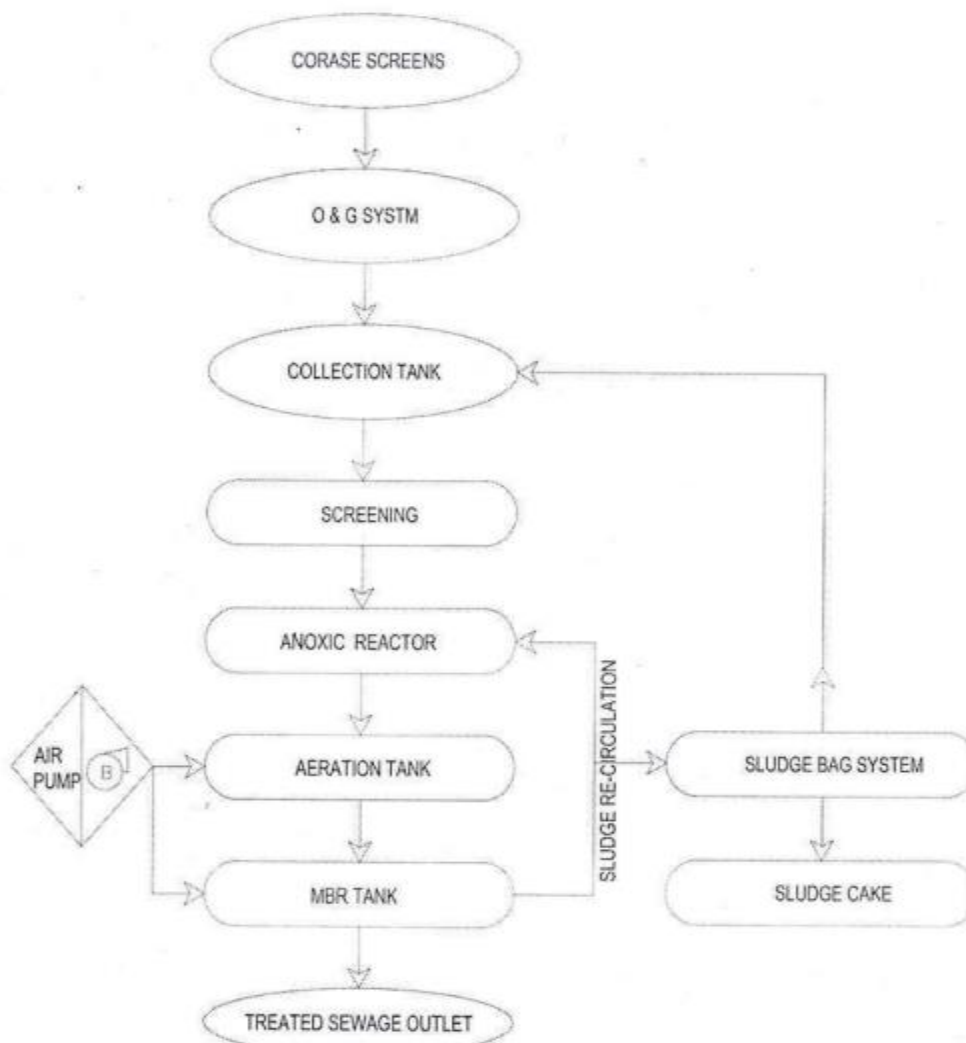 CORASE SCREENS
O & G SYSTM
COLLECTION TANK
SCREENING
ANOXIC REACTOR
AIR
PUMP
B
AERATION TANK
SLUDGE RE-CIRCULATION
SLUDGE BAG SYSTEM
MBR TANK
SLUDGE CAKE
TREATED SEWAGE OUTLET